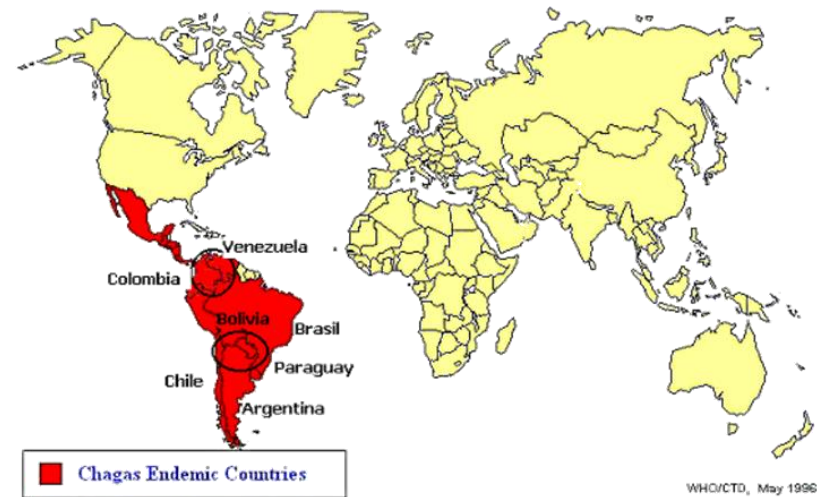 Venezuela
Colombia
Bolivia
Brasil
Paraguay
Chile
Argentina
Chagas Endemic Countries
WHO/CTD, May 1996